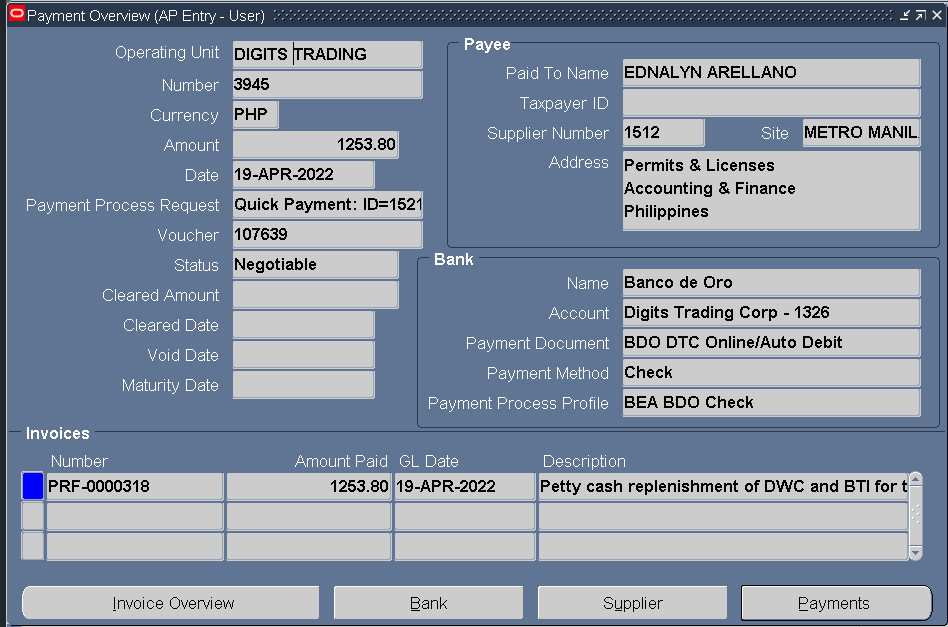 Payment Overview (AP Entry - User)
Operating Unit DIGITS TRADING
Number 3945
Currency PHP
Amount 1253.80
Date 19-APR-2022
Payment Process Request Quick Payment: ID=1521
Voucher 107639
Status Negotiable
Cleared Amount
Cleared Date
Void Date
Maturity Date
Payee
Paid To Name EDNALYN ARELLANO
Taxpayer ID
Supplier Number 1512 Site METRO MANIL
Address Permits & Licenses
Accounting & Finance
Philippines
Bank
Name Banco de Oro
Account Digits Trading Corp - 1326
Payment Document BDO DTC Online/Auto Debit
Payment Method Check
Payment Process Profile BEA BDO Check
Invoices
Number Amount Paid GL Date Description
PRF-0000318 1253.80 19-APR-2022 Petty cash replenishment of DWC and BTI for t
Invoice Overview Bank Supplier Payments